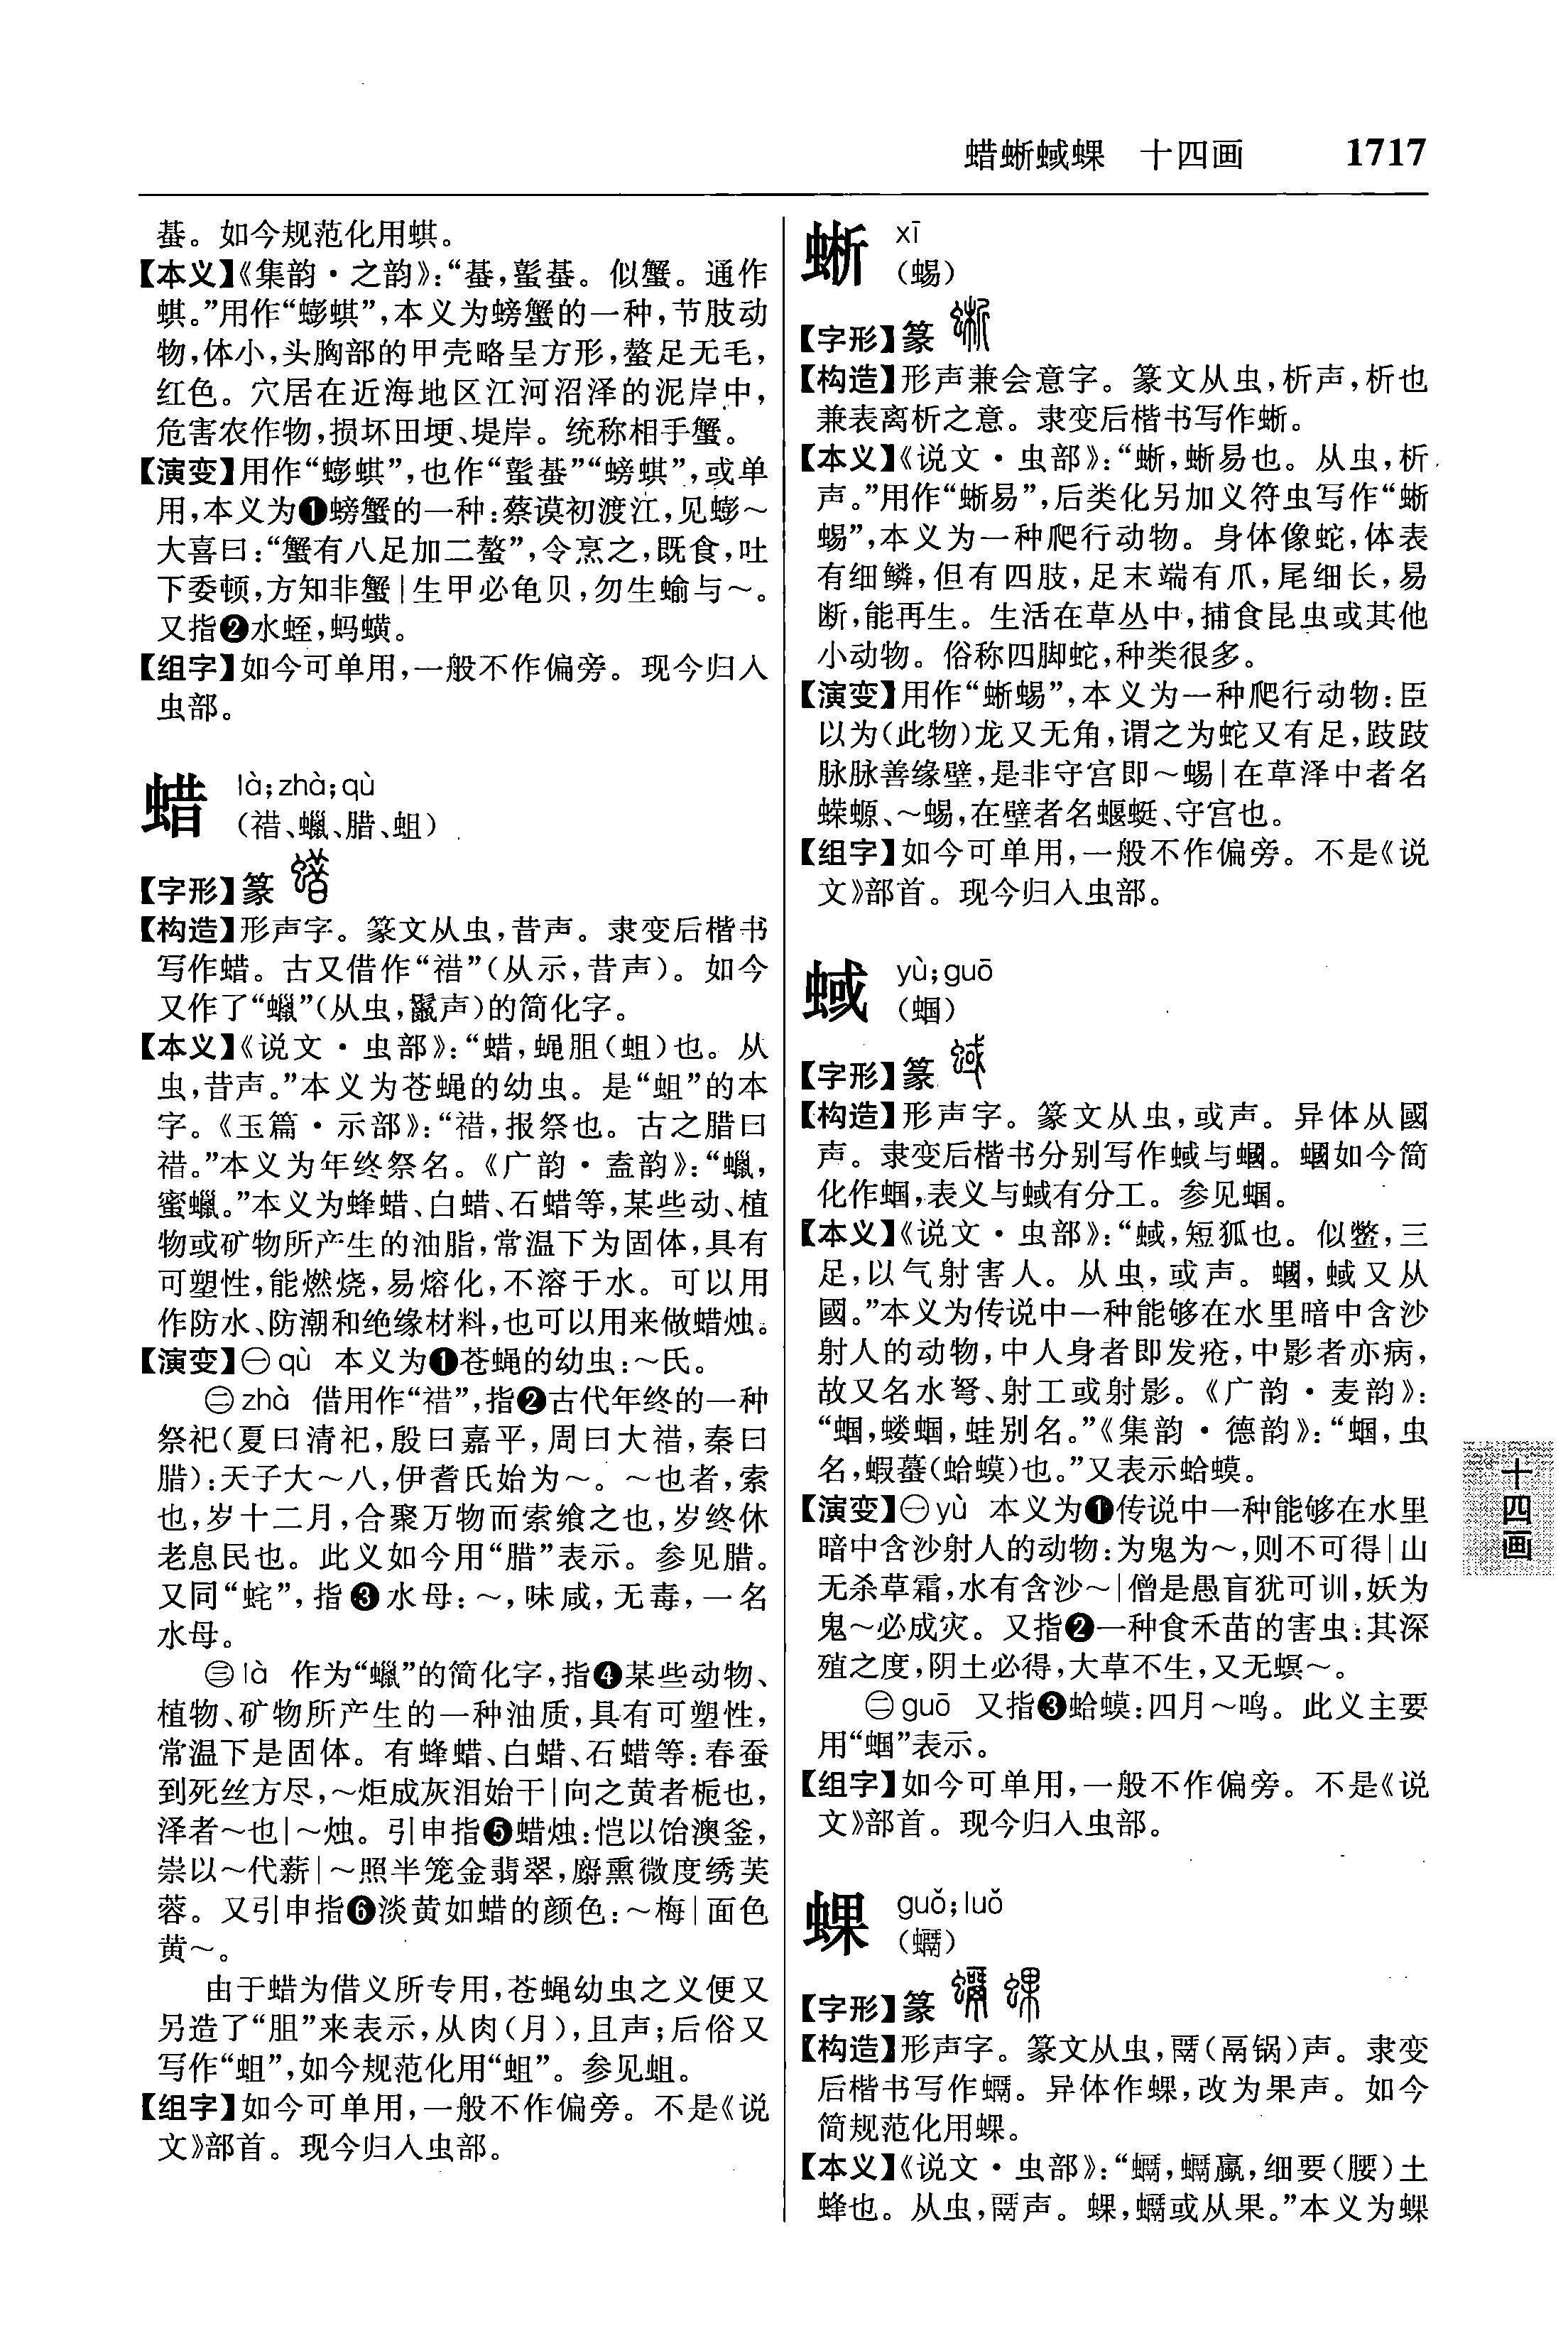 蜡蜥蜮蜾　十四画　1717
蜝。如今规范化用蜞。
【本义】《集韵·之韵》：“蜝，蟚蜝。似蟹。通作
蜞。”用作“蟛蜞”，本义为螃蟹的一种，节肢动
物，体小，头胸部的甲壳略呈方形，螯足无毛，
红色。穴居在近海地区江河沼泽的泥岸中，
危害农作物，损坏田埂、堤岸。统称相手蟹。
【演变】用作“蟛蜞”，也作“蟚蜝”“螃蜞”，或单
用，本义为❶螃蟹的一种：蔡谟初渡江，见蟛～
大喜曰：“蟹有八足加二螯”，令烹之，既食，吐
下委顿，方知非蟹|生甲必龟贝，勿生蝓与～。
又指❷水蛭，蚂蟥。
【组字】如今可单用，一般不作偏旁。现今归入
虫部。
蜡 là；zhà；qù
（䄍、蠟、腊、蛆）
【字形】篆
【构造】形声字。篆文从虫，昔声。隶变后楷书
写作蜡。古又借作“䄍”（从示，昔声）。如今
又作了“蠟”（从虫，巤声）的简化字。
【本义】《说文·虫部》：“蜡，蝇胆（蛆）也。从
虫，昔声。”本义为苍蝇的幼虫。是“蛆”的本
字。《玉篇·示部》：“䄍，报祭也。古之腊曰
䄍。”本义为年终祭名。《广韵·盍韵》：“蠟，
蜜蠟。”本义为蜂蜡、白蜡、石蜡等，某些动、植
物或矿物所产生的油脂，常温下为固体，具有
可塑性，能燃烧，易熔化，不溶于水。可以用
作防水、防潮和绝缘材料，也可以用来做蜡烛。
【演变】㊀qù 本义为❶苍蝇的幼虫：～氏。
㊁zhà 借用作“䄍”，指❷古代年终的一种
祭祀（夏曰清祀，殷曰嘉平，周曰大䄍，秦曰
腊）：天子大～八，伊耆氏始为～。～也者，索
也，岁十二月，合聚万物而索飨之也，岁终休
老息民也。此义如今用“腊”表示。参见腊。
又同“䖳”，指❸水母：～，味咸，无毒，一名
水母。
㊂là 作为“蠟”的简化字，指❹某些动物、
植物、矿物所产生的一种油质，具有可塑性，
常温下是固体。有蜂蜡、白蜡、石蜡等：春蚕
到死丝方尽，～炬成灰泪始干|向之黄者栀也，
泽者～也|～烛。引申指❺蜡烛：恺以饴澳釜，
崇以～代薪|～照半笼金翡翠，麝熏微度绣芙
蓉。又引申指❻淡黄如蜡的颜色：～梅|面色
黄～。
由于蜡为借义所专用，苍蝇幼虫之义便又
另造了“胆”来表示，从肉（月），且声；后俗又
写作“蛆”，如今规范化用“蛆”。参见蛆。
【组字】如今可单用，一般不作偏旁。不是《说
文》部首。现今归入虫部。
蜥 xī
（蜴）
【字形】篆
【构造】形声兼会意字。篆文从虫，析声，析也
兼表离析之意。隶变后楷书写作蜥。
【本义】《说文·虫部》：“蜥，蜥易也。从虫，析
声。”用作“蜥易”，后类化另加义符虫写作“蜥
蜴”，本义为一种爬行动物。身体像蛇，体表
有细鳞，但有四肢，足末端有爪，尾细长，易
断，能再生。生活在草丛中，捕食昆虫或其他
小动物。俗称四脚蛇，种类很多。
【演变】用作“蜥蜴”，本义为一种爬行动物：臣
以为（此物）龙又无角，谓之为蛇又有足，跂跂
脉脉善缘壁，是非守宫即～蜴|在草泽中者名
蝾螈、～蜴，在壁者名蝘蜓、守宫也。
【组字】如今可单用，一般不作偏旁。不是《说
文》部首。现今归入虫部。
蜮 yù；guō
（蝈）
【字形】篆
【构造】形声字。篆文从虫，或声。异体从國
声。隶变后楷书分别写作蜮与蟈。蟈如今简
化作蝈，表义与蜮有分工。参见蝈。
【本义】《说文·虫部》：“蜮，短狐也。似鳖，三
足，以气射害人。从虫，或声。蟈，蜮又从
國。”本义为传说中一种能够在水里暗中含沙
射人的动物，中人身者即发疮，中影者亦病，
故又名水弩、射工或射影。《广韵·麦韵》：
“蝈，蝼蝈，蛙别名。”《集韵·德韵》：“蝈，虫
名，蝦蟇（蛤蟆）也。”又表示蛤蟆。
【演变】㊀yù 本义为❶传说中一种能够在水里
暗中含沙射人的动物：为鬼为～，则不可得|山
无杀草霜，水有含沙～|僧是愚盲犹可训，妖为
鬼～必成灾。又指❷一种食禾苗的害虫：其深
殖之度，阴土必得，大草不生，又无螟～。
㊁guō 又指❸蛤蟆：四月～鸣。此义主要
用“蝈”表示。
【组字】如今可单用，一般不作偏旁。不是《说
文》部首。现今归入虫部。
十四画
蜾 guǒ；luǒ
（蠣）
【字形】篆
【构造】形声字。篆文从虫，（鬲锅）声。隶变
后楷书写作。异体作蜾，改为果声。如今
简规范化用蜾。
【本义】《说文·虫部》：“，蠃，细要（腰）土
蜂也。从虫，声。蜾，或从果。”本义为蜾